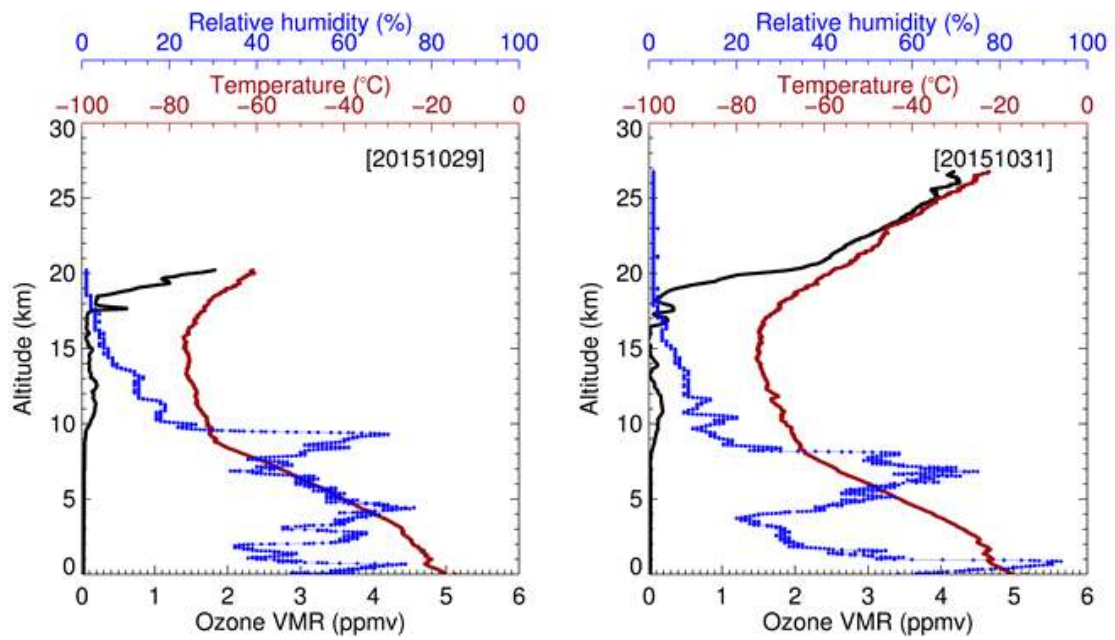 Relative humidity (%)
0 20 40 60 80 100
Temperature (°C)
−100 −80 −60 −40 −20 0
[20151029]
Altitude (km)
30
25
20
15
10
5
0
0 1 2 3 4 5 6
Ozone VMR (ppmv)
Relative humidity (%)
0 20 40 60 80 100
Temperature (°C)
−100 −80 −60 −40 −20 0
[20151031]
Altitude (km)
30
25
20
15
10
5
0
0 1 2 3 4 5 6
Ozone VMR (ppmv)